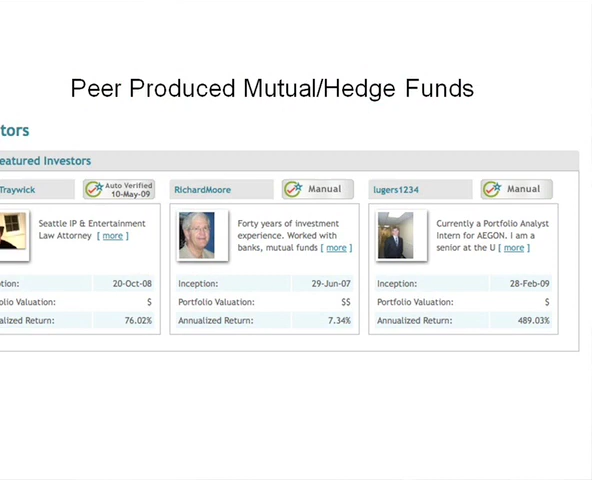 Peer Produced Mutual/Hedge Funds
tors
eatured Investors
Traywick
Auto Verified
10-May-09
Seattle IP & Entertainment
Law Attorney [ more ]
tion: 20-Oct-08
olio Valuation: $
alized Return: 76.02%
RichardMoore
Manual
Forty years of investment
experience. Worked with
banks, mutual funds [ more ]
Inception: 29-Jun-07
Portfolio Valuation: $$
Annualized Return: 7.34%
lugers1234
Manual
Currently a Portfolio Analyst
Intern for AEGON. I am a
senior at the U [ more ]
Inception: 28-Feb-09
Portfolio Valuation: $
Annualized Return: 489.03%